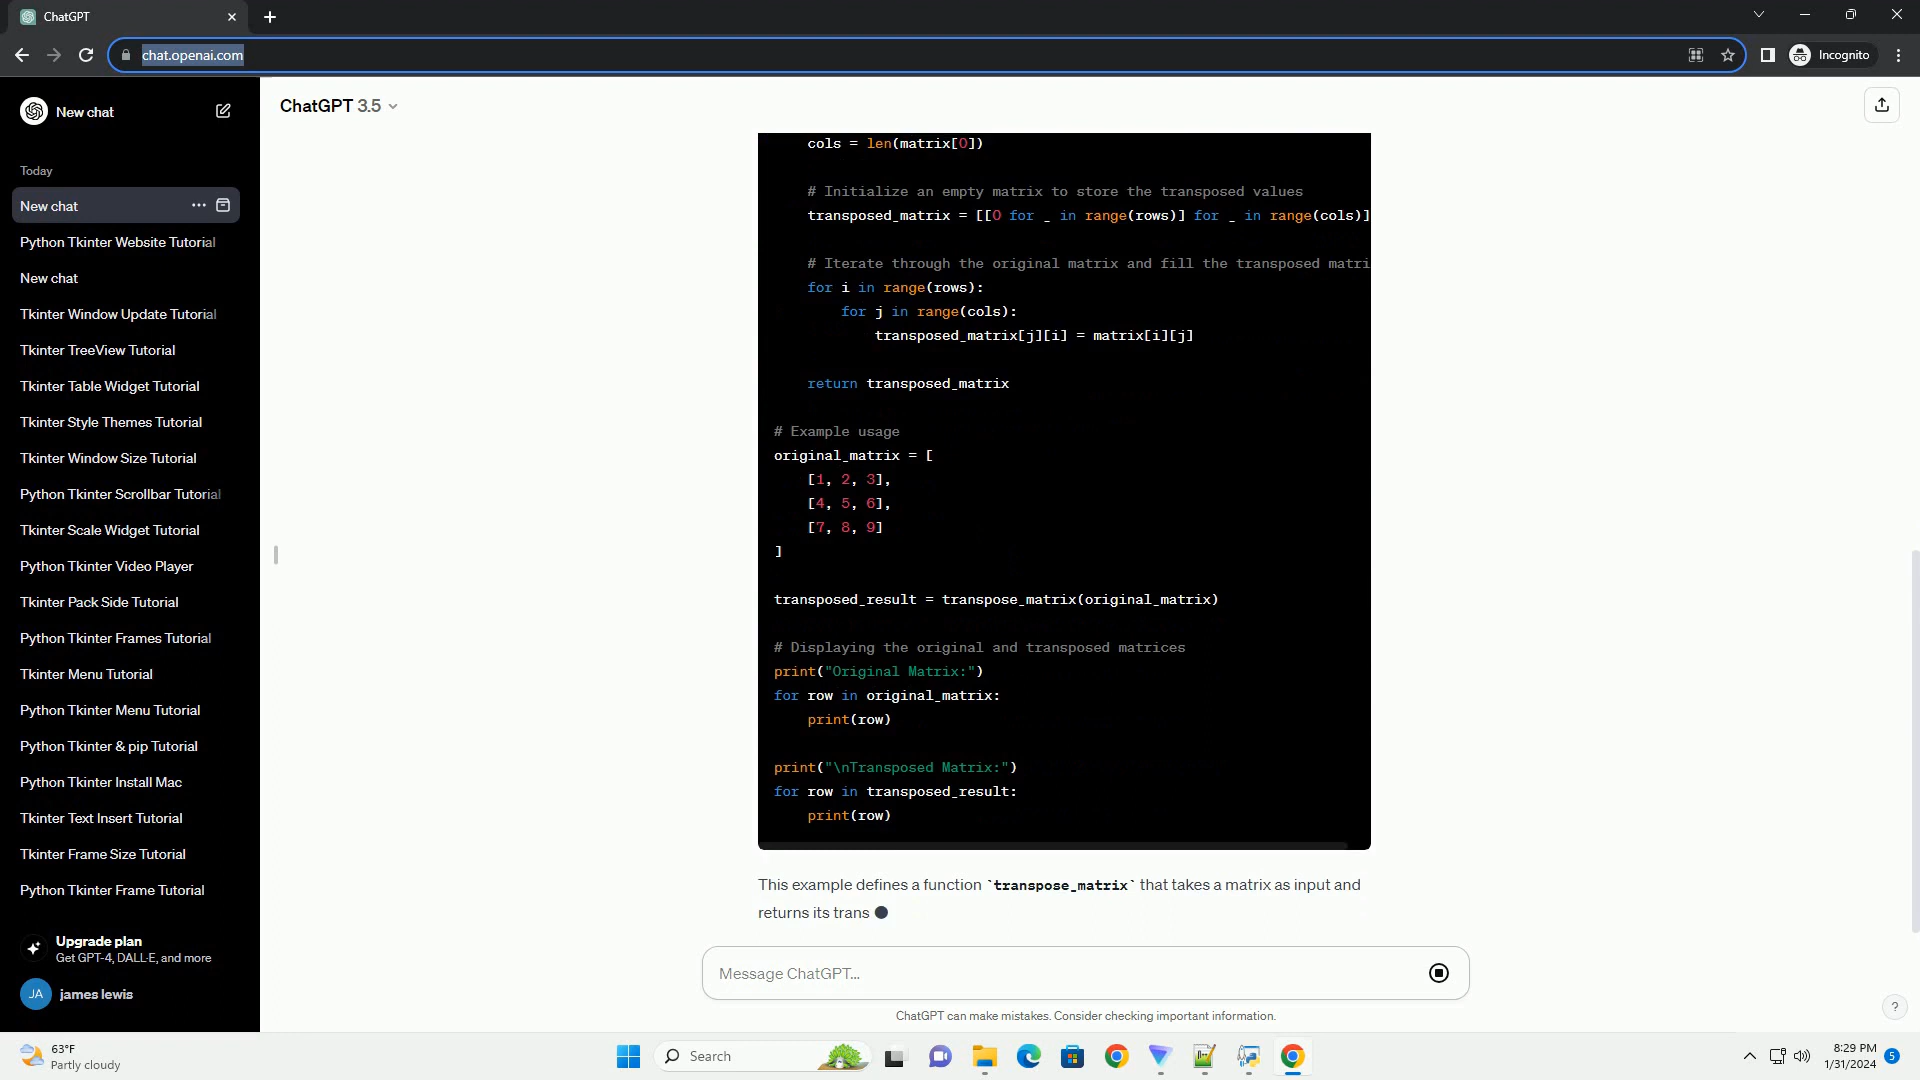 ChatGPT
chat.openai.com
Incognito
New chat
Today
New chat
Python Tkinter Website Tutorial
New chat
Tkinter Window Update Tutorial
Tkinter TreeView Tutorial
Tkinter Table Widget Tutorial
Tkinter Style Themes Tutorial
Tkinter Window Size Tutorial
Python Tkinter Scrollbar Tutorial
Tkinter Scale Widget Tutorial
Python Tkinter Video Player
Tkinter Pack Side Tutorial
Python Tkinter Frames Tutorial
Tkinter Menu Tutorial
Python Tkinter Menu Tutorial
Python Tkinter & pip Tutorial
Python Tkinter Install Mac
Tkinter Text Insert Tutorial
Tkinter Frame Size Tutorial
Python Tkinter Frame Tutorial
Upgrade plan
Get GPT-4, DALL·E, and more
JA james lewis
ChatGPT 3.5
cols = len(matrix[0])
# Initialize an empty matrix to store the transposed values
transposed_matrix = [[0 for _ in range(rows)] for _ in range(cols)]
# Iterate through the original matrix and fill the transposed matri
for i in range(rows):
for j in range(cols):
transposed_matrix[j][i] = matrix[i][j]
return transposed_matrix
# Example usage
original_matrix = [
[1, 2, 3],
[4, 5, 6],
[7, 8, 9]
]
transposed_result = transpose_matrix(original_matrix)
# Displaying the original and transposed matrices
print("Original Matrix:")
for row in original_matrix:
print(row)
print("\nTransposed Matrix:")
for row in transposed_result:
print(row)
This example defines a function `transpose_matrix` that takes a matrix as input and
returns its trans
Message ChatGPT...
ChatGPT can make mistakes. Consider checking important information.
?
63°F
Partly cloudy
Search
8:29 PM
1/31/2024
5